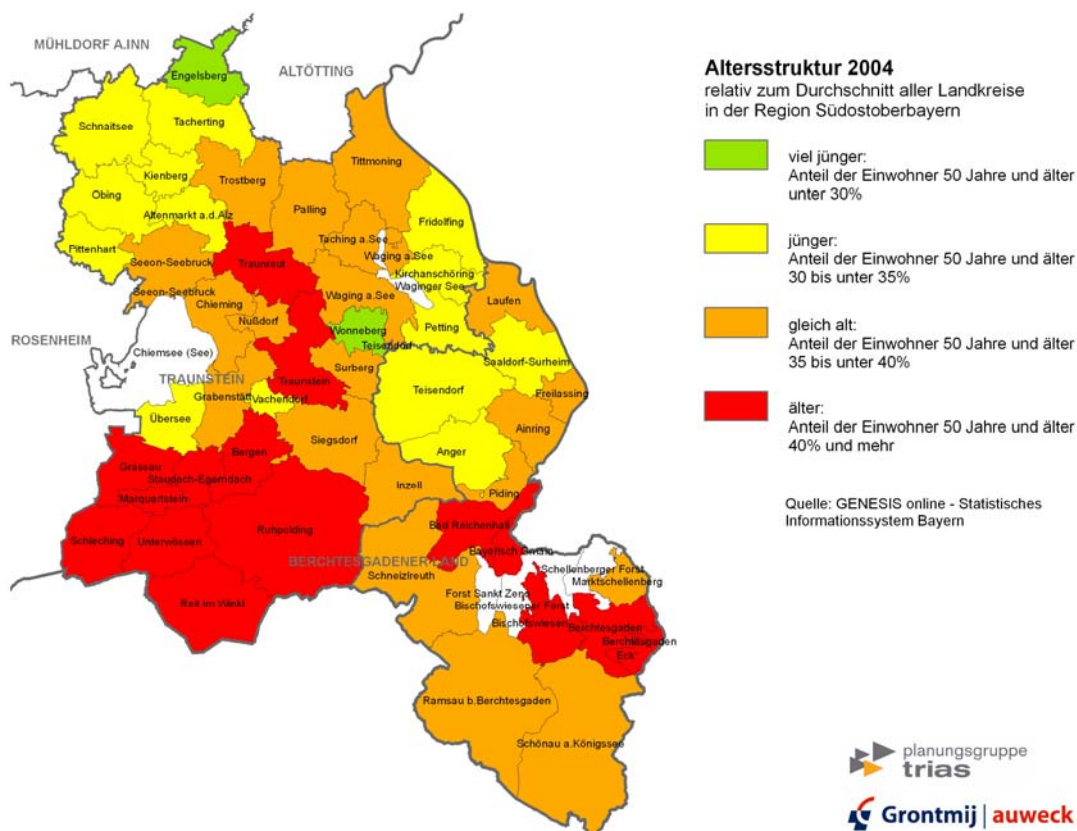 MÜHLDORF A.INN
Engelsberg
ALTÖTTING
Schnaitsee
Tacherting
Tittmoning
Kienberg
Trostberg
Obing
Palling
Altenmarkt a.d.Alz
Fridolfing
Pittenhart
Taching a.See
Seeon-Seebruck
Traunreut
Waging a.See
Kirchanschöring
Waginger See
Seeon-Seebruck
Chieming
Waging a.See
Laufen
Nußdorf
Wonneberg
Petting
ROSENHEIM
Teisendorf
Chiemsee (See)
Saaldorf-Surheim
Surberg
TRAUNSTEIN
Traunstein
Teisendorf
Freilassing
Grabenstätt
Vachendorf
Übersee
Ainring
Siegsdorf
Bergen
Anger
Grassau
Staudach-Egerndach
Inzell
Piding
Marquartstein
Ruhpolding
Bad Reichenhall
Schleching
Unterwössen
Bayerisch Gmain
BERCHTESGADENER LAND
Schellenberger Forst
Schneizlreuth
Marktschellenberg
Reit im Winkl
Forst Sankt Zeno
Bischofswiesener Forst
Bischofswiesen
Berchtesgaden
Berchtesgaden
Eck
Ramsau b.Berchtesgaden
Schönau a.Königssee
Altersstruktur 2004
relativ zum Durchschnitt aller Landkreise
in der Region Südostoberbayern
viel jünger:
Anteil der Einwohner 50 Jahre und älter
unter 30%
jünger:
Anteil der Einwohner 50 Jahre und älter
30 bis unter 35%
gleich alt:
Anteil der Einwohner 50 Jahre und älter
35 bis unter 40%
älter:
Anteil der Einwohner 50 Jahre und älter
40% und mehr
Quelle: GENESIS online - Statistisches
Informationssystem Bayern
planungsgruppe
trias
Grontmij | auweck